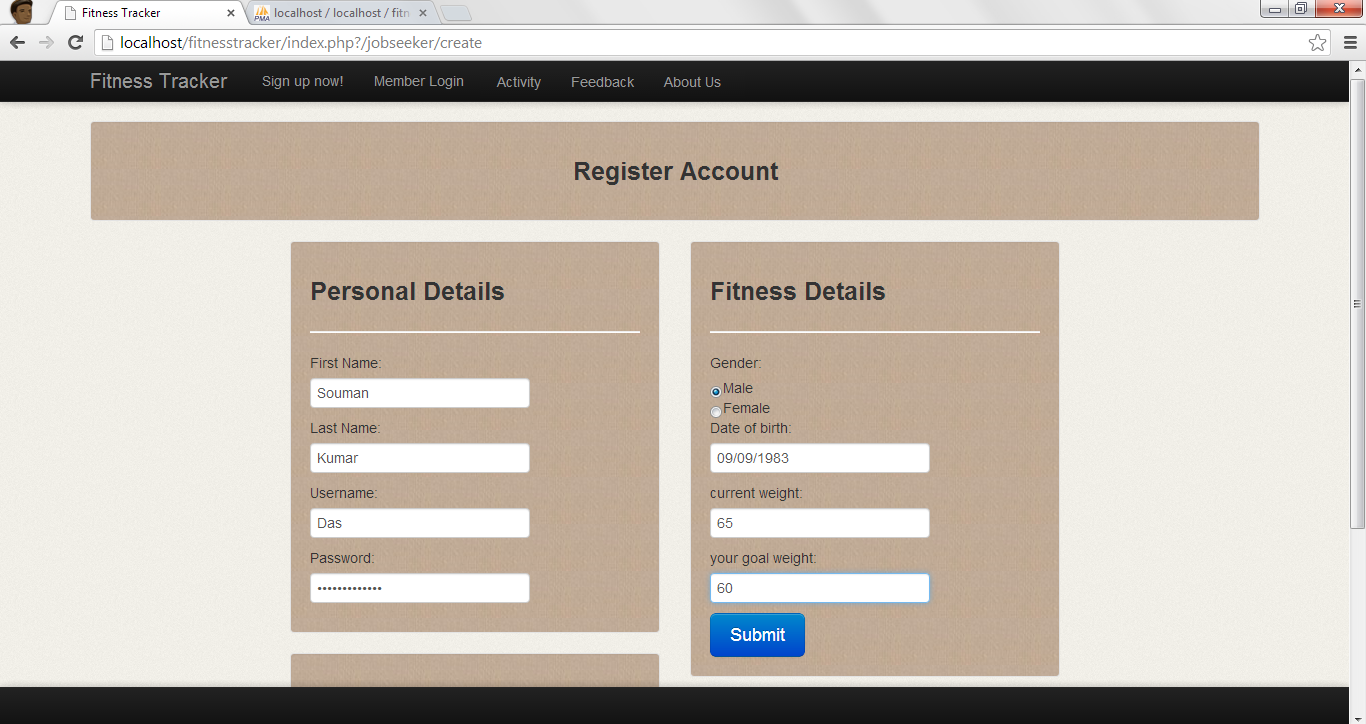 Fitness Tracker
localhost / localhost / fitn
localhost/fitnesstracker/index.php?/jobseeker/create
Fitness Tracker Sign up now! Member Login Activity Feedback About Us
Register Account
Personal Details
First Name:
Souman
Last Name:
Kumar
Username:
Das
Password:
•••••••••••••
Fitness Details
Gender:
Male
Female
Date of birth:
09/09/1983
current weight:
65
your goal weight:
60
Submit